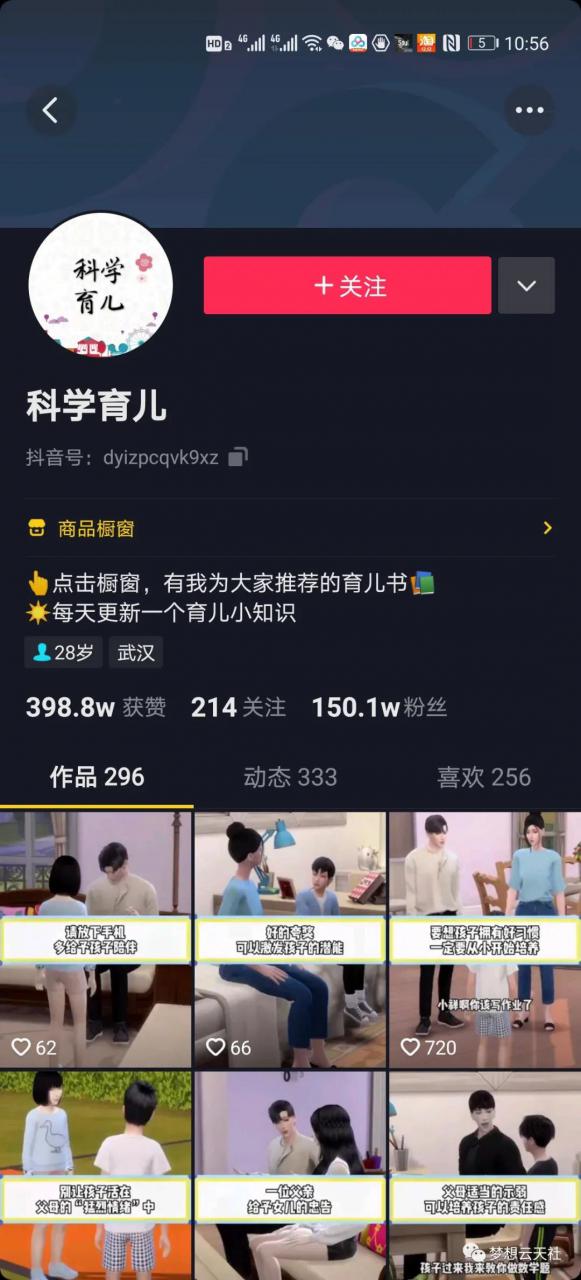 HD 2 4G 4G 5 10:56
科学
育儿
+关注
科学育儿
抖音号：dyizpcqvk9xz
商品橱窗
点击橱窗，有我为大家推荐的育儿书
每天更新一个育儿小知识
28岁 武汉
398.8w 获赞 214 关注 150.1w 粉丝
作品 296 动态 333 喜欢 256
请放下手机
多给子孩子陪伴
62
好的夸奖
可以激发孩子的潜能
66
要想孩子拥有好习惯
一定要从小开始培养
小祥啊你该写作业了
720
别让孩子活在
父母的“猛烈情绪”中
一位父亲
给子女儿的忠告
父母适当的示弱
可以培养孩子的责任感
孩子过来我来教你做数学题
梦想云天社